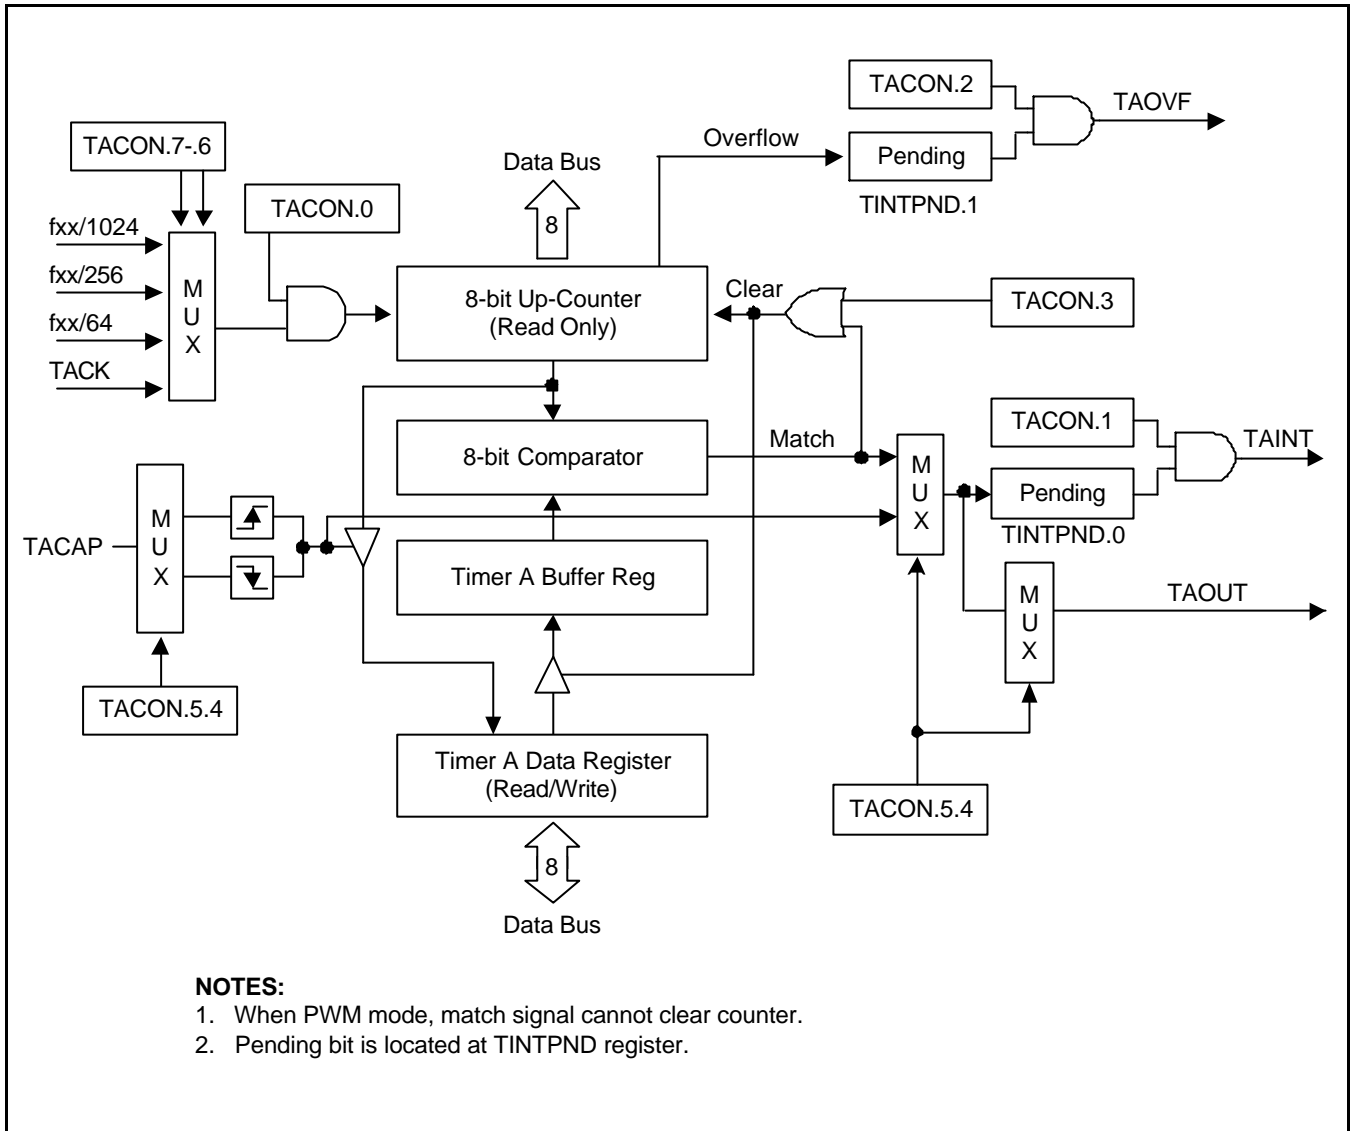 TACON.2
TAOVF
Overflow
Pending
TINTPND.1
TACON.7-.6
Data Bus
8
TACON.0
fxx/1024
fxx/256
fxx/64
TACK
M
U
X
8-bit Up-Counter
(Read Only)
Clear
TACON.3
8-bit Comparator
Match
M
U
X
TACON.1
TAINT
Pending
TINTPND.0
TACAP
M
U
X
Timer A Buffer Reg
M
U
X
TAOUT
TACON.5.4
Timer A Data Register
(Read/Write)
TACON.5.4
8
Data Bus
NOTES:
1. When PWM mode, match signal cannot clear counter.
2. Pending bit is located at TINTPND register.